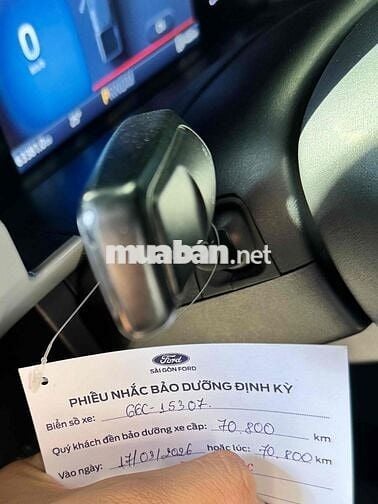 0
muabán.net
Ford
SÀI GÒN FORD
PHIẾU NHẮC BẢO DƯỠNG ĐỊNH KỲ
Biển số xe: 66C-15307.
Quý khách đến bảo dưỡng xe cấp: 70.800 km
Vào ngày: 17/03/2026 hoặc lúc: 70.800 km